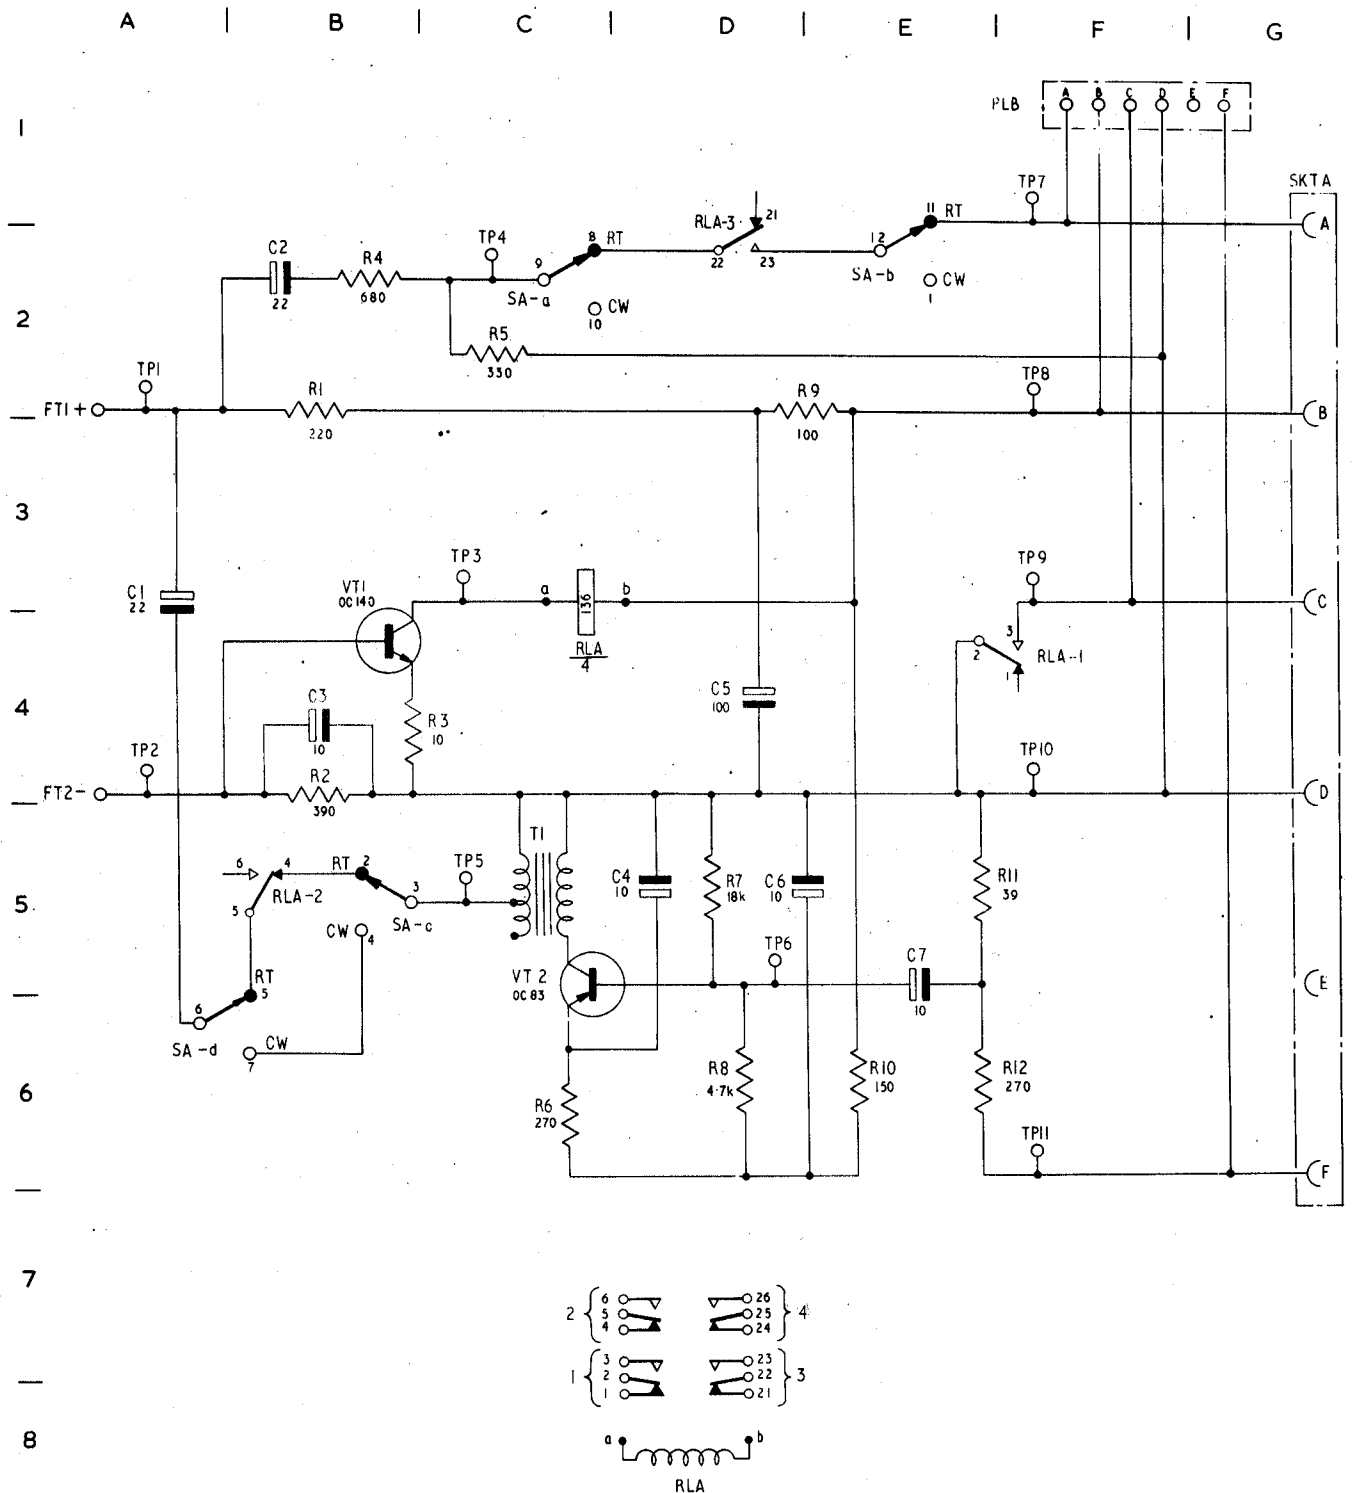 A | B | C | D | E | F | G
PLB A B C D E F
1
SKTA
TP7
11 RT
A
RLA-3 21
8 RT
TP4
C2
R4
12
22 23
9
SA-b
CW
1
22
680
SA-a
CW
10
2
R5
330
TP1
R1
R9
TP8
FT1+
B
220
100
3
TP3
TP9
C1
22
VT1
OC140
a
136
b
C
3
2
RLA
4
RLA-1
1
4
C3
10
R3
10
C5
100
TP2
R2
TP10
FT2-
D
390
T1
6 4
RT 2
TP5
3
C4
10
R7
18k
C6
10
R11
39
5
RLA-2
5
SA-c
CW 4
TP6
C7
RT
5
VT2
OC83
E
10
6
SA-d
CW
7
R8
4·7k
R10
150
R12
270
6
R6
270
TP11
F
7
2 6 26 4
5 25
4 24
1 3 23 3
2 22
1 21
8
a b
RLA